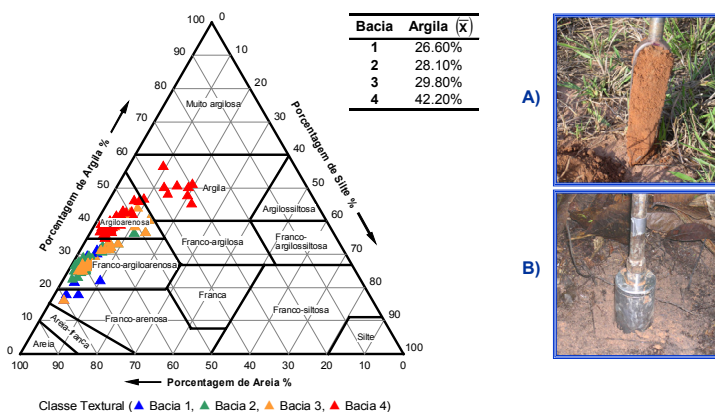 Bacia Argila (x̅)
1 26.60%
2 28.10%
3 29.80%
4 42.20%
A)
B)
100 0
90 10
80 20
70 30
60 40
50 50
40 60
30 70
20 80
10 90
0 100
100 90 80 70 60 50 40 30 20 10 0
Porcentagem de Argila %
Porcentagem de Silte %
Porcentagem de Areia %
Muito argilosa
Argila
Argilossiltosa
Argiloarenosa
Franco-argilosa
Franco-
argilossiltosa
Franco-argiloarenosa
Franca
Franco-siltosa
Franco-arenosa
Areia-franca
Areia
Silte
Classe Textural (▲ Bacia 1, ▲ Bacia 2, ▲ Bacia 3, ▲ Bacia 4)